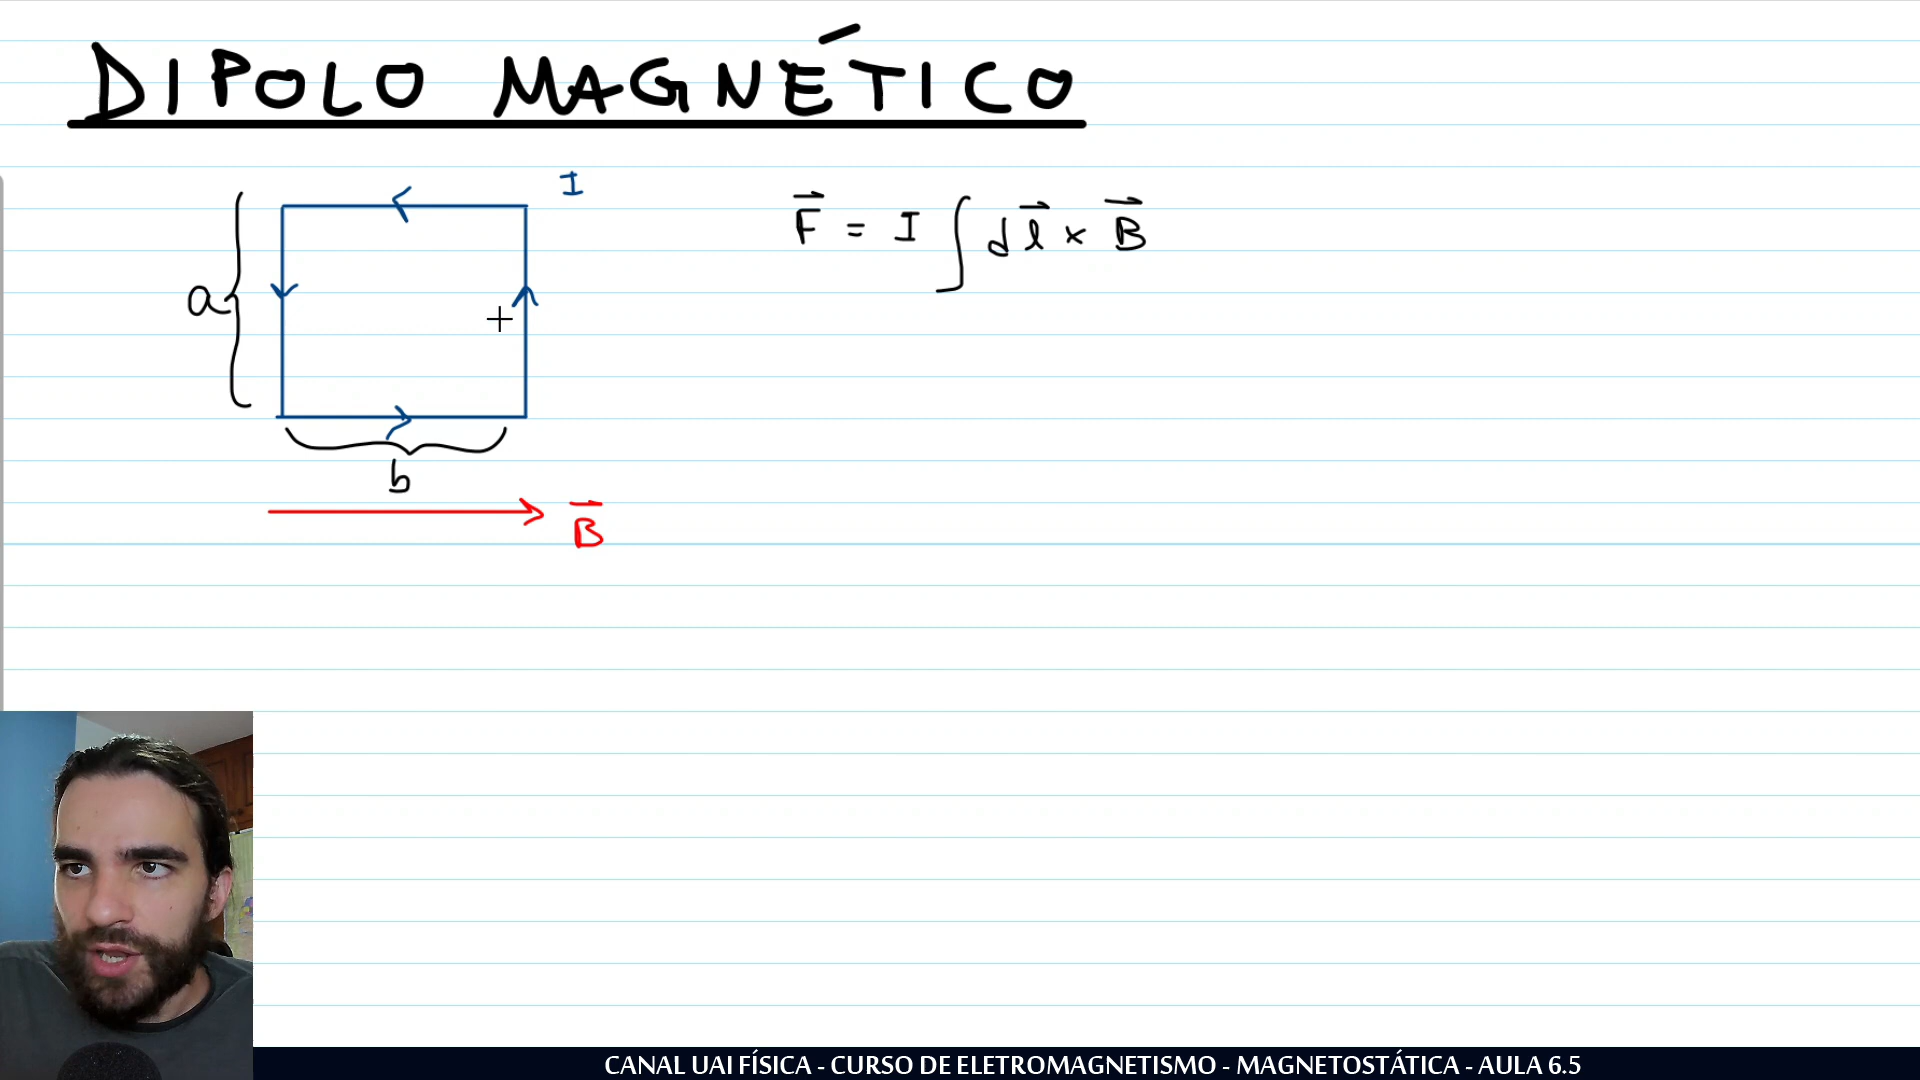 DIPOLO MAGNÉTICO
I
a
b
B⃗
F⃗ = I ∫ dl⃗ × B⃗
CANAL UAI FÍSICA - CURSO DE ELETROMAGNETISMO - MAGNETOSTÁTICA - AULA 6.5